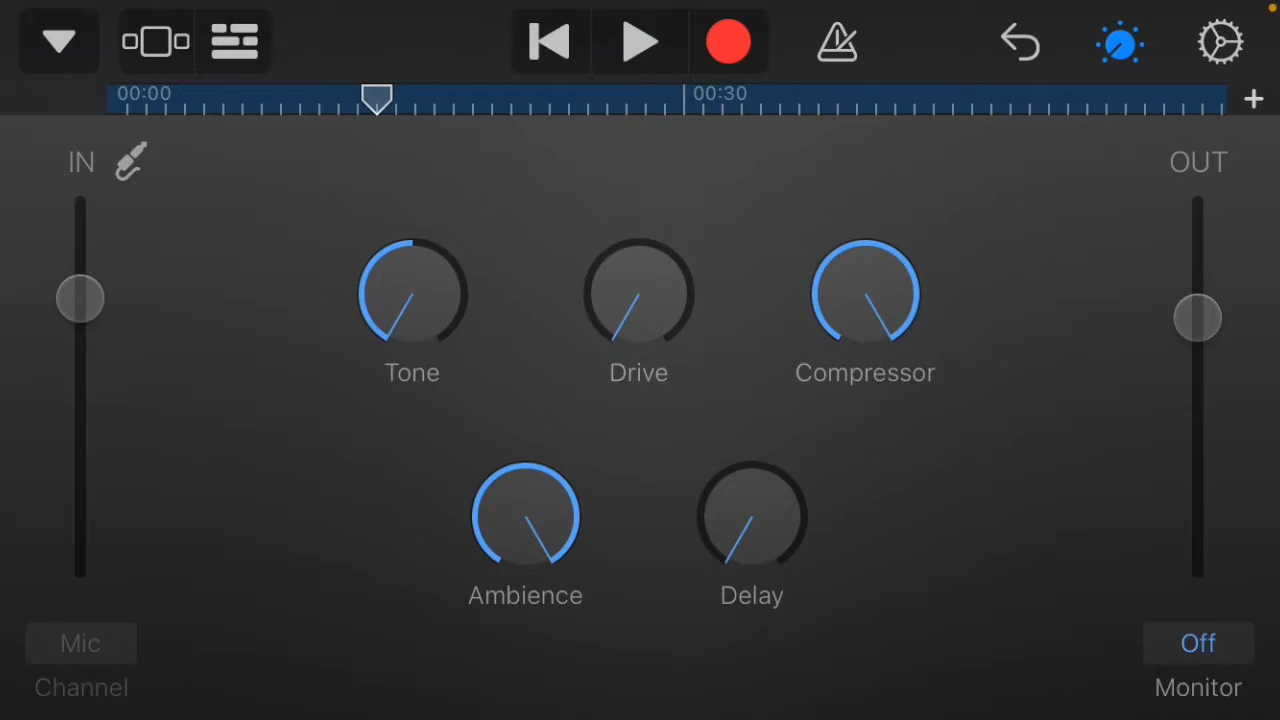 00:00
00:30
IN
OUT
Tone
Drive
Compressor
Ambience
Delay
Mic
Channel
Off
Monitor